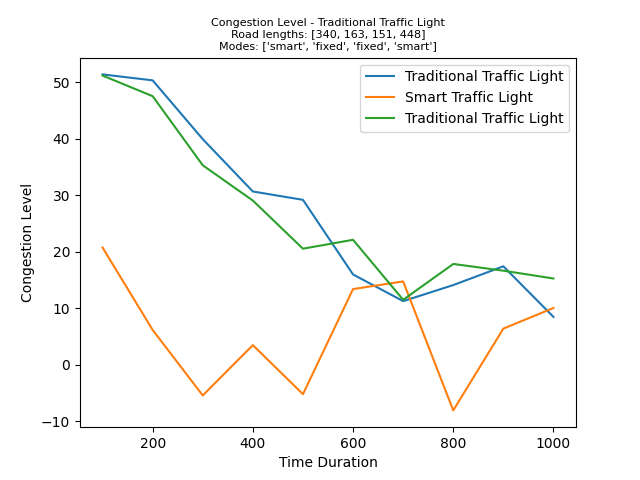 Congestion Level - Traditional Traffic Light
Road lengths: [340, 163, 151, 448]
Modes: ['smart', 'fixed', 'fixed', 'smart']
Traditional Traffic Light
Smart Traffic Light
Traditional Traffic Light
Congestion Level
50
40
30
20
10
0
−10
200 400 600 800 1000
Time Duration